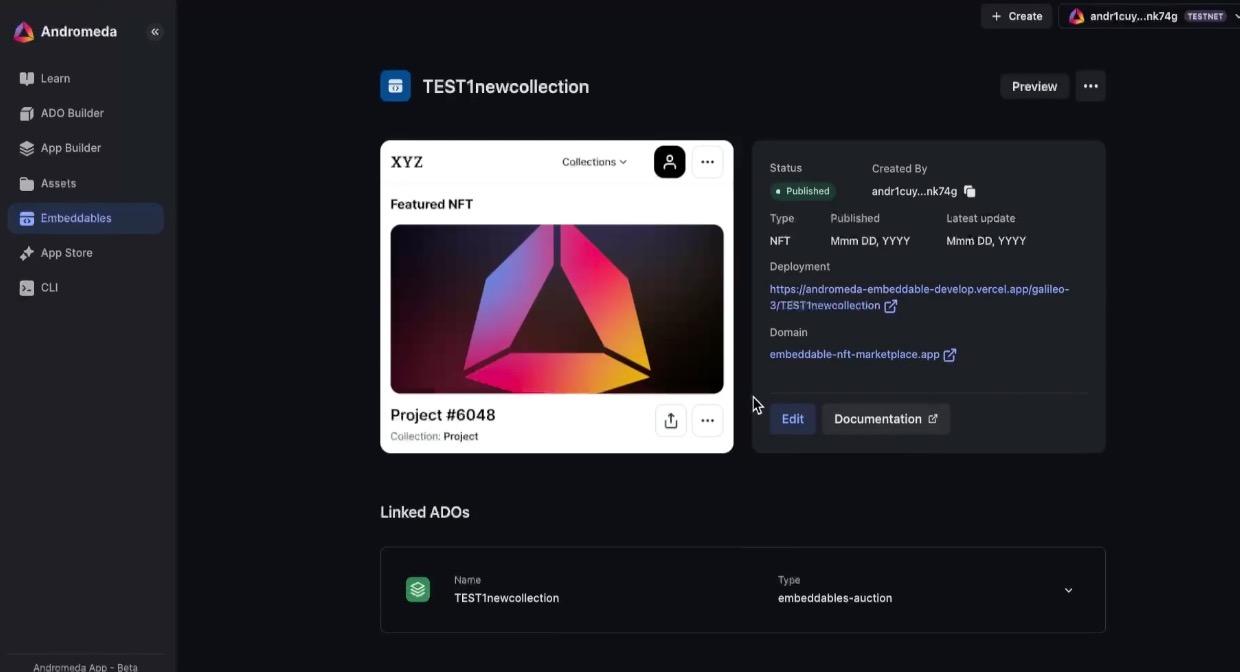 Andromeda
«
+ Create
andr1cuy...nk74g TESTNET
Learn
ADO Builder
App Builder
Assets
Embeddables
App Store
CLI
Andromeda App - Beta
TEST1newcollection
Preview
XYZ
Collections
Featured NFT
Project #6048
Collection: Project
Status
Created By
Published
andr1cuy...nk74g
Type
Published
Latest update
NFT
Mmm DD, YYYY
Mmm DD, YYYY
Deployment
https://andromeda-embeddable-develop.vercel.app/galileo-
3/TEST1newcollection
Domain
embeddable-nft-marketplace.app
Edit
Documentation
Linked ADOs
Name
Type
TEST1newcollection
embeddables-auction